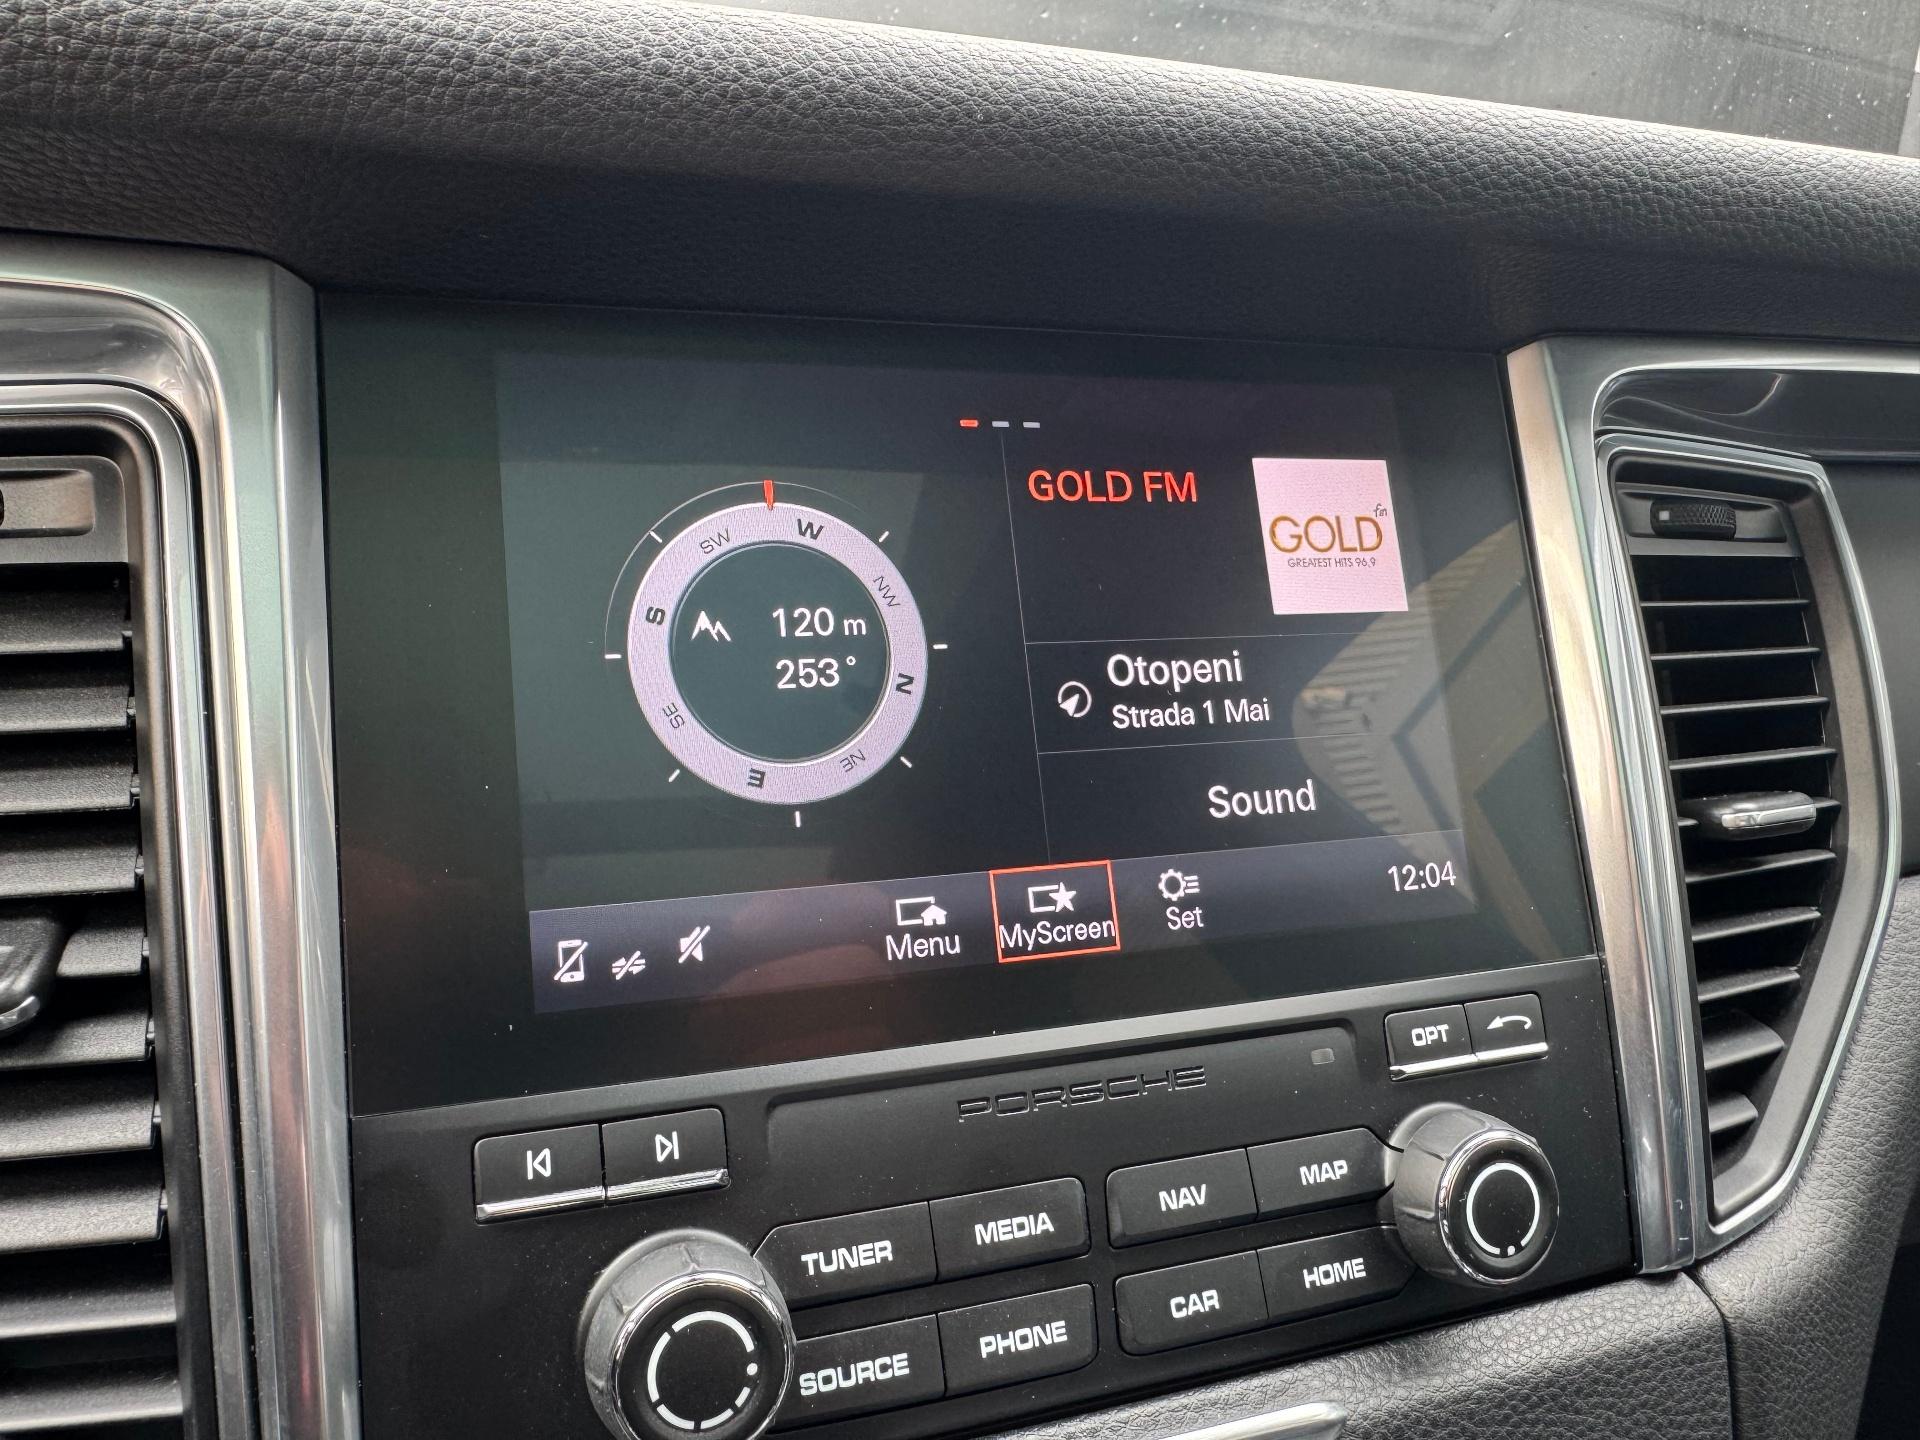 GOLD FM
GOLD fm
GREATEST HITS 96,9
W
SW
NW
S
N
SE
NE
E
120 m
253°
Otopeni
Strada 1 Mai
Sound
Menu
MyScreen
Set
12:04
OPT
PORSCHE
TUNER
MEDIA
NAV
MAP
SOURCE
PHONE
CAR
HOME